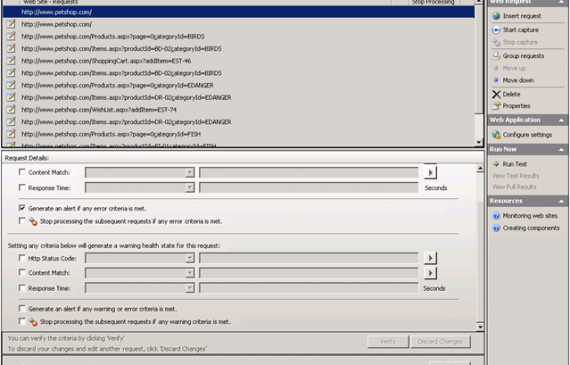 Web Site - Requests
Stop Processing
http://www.petshop.com/
http://www.petshop.com/
http://www.petshop.com/Products.aspx?page=0&categoryId=BIRDS
http://www.petshop.com/Items.aspx?productId=BD-02&categoryId=BIRDS
http://www.petshop.com/ShoppingCart.aspx?addItem=EST-46
http://www.petshop.com/Items.aspx?productId=BD-02&categoryId=BIRDS
http://www.petshop.com/Products.aspx?page=0&categoryId=EDANGER
http://www.petshop.com/Items.aspx?productId=DR-02&categoryId=EDANGER
http://www.petshop.com/WishList.aspx?addItem=EST-74
http://www.petshop.com/Products.aspx?page=0&categoryId=FISH
http://www.petshop.com/Items.aspx?productId=FI-01&categoryId=FISH
Request Details:
Content Match:
Response Time:
Seconds
Generate an alert if any error criteria is met.
Stop processing the subsequent requests if any error criteria is met.
Setting any criteria below will generate a warning health state for this request:
Http Status Code:
Content Match:
Response Time:
Seconds
Generate an alert if any warning or error criteria is met.
Stop processing the subsequent requests if any warning criteria is met.
You can verify the criteria by clicking 'Verify'
To discard your changes and edit another request, click 'Discard Changes'
Verify
Discard Changes
Web Request
Insert request
Start capture
Stop capture
Group requests
Move up
Move down
Delete
Properties
Web Application
Configure settings
Run Now
Run Test
View Test Results
View Full Results
Resources
Monitoring web sites
Creating components